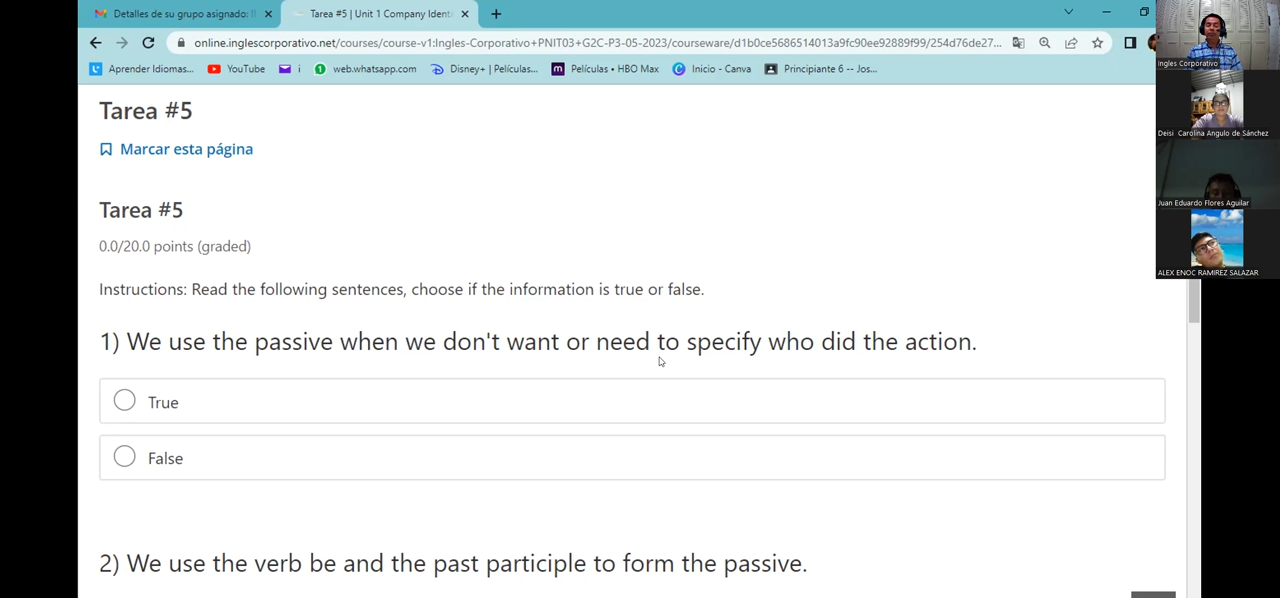 Detalles de su grupo asignado:
Tarea #5 | Unit 1 Company Identi
online.inglescorporativo.net/courses/course-v1:Ingles-Corporativo+PNIT03+G2C-P3-05-2023/courseware/d1b0ce5686514013a9fc90ee92889f99/254d76de27...
Aprender Idiomas...
YouTube
i
web.whatsapp.com
Disney+ | Películas...
Películas • HBO Max
Inicio - Canva
Principiante 6 -- Jos...
Ingles Corporativo
Deisi Carolina Angulo de Sánchez
Juan Eduardo Flores Aguilar
ALEX ENOC RAMIREZ SALAZAR
Tarea #5
Marcar esta página
Tarea #5
0.0/20.0 points (graded)
Instructions: Read the following sentences, choose if the information is true or false.
1) We use the passive when we don't want or need to specify who did the action.
True
False
2) We use the verb be and the past participle to form the passive.